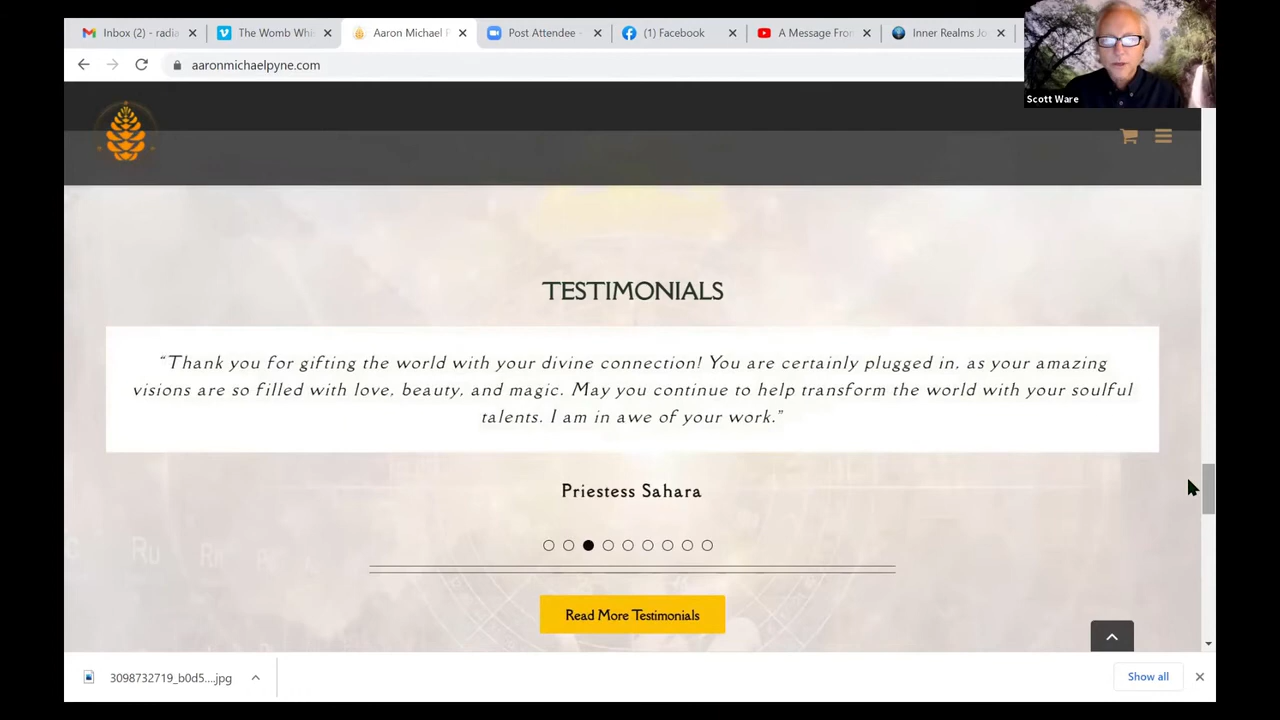 Inbox (2) - radia
The Womb Whi
Aaron Michael P
Post Attendee -
(1) Facebook
A Message From
Inner Realms Jo
aaronmichaelpyne.com
Scott Ware
TESTIMONIALS
“Thank you for gifting the world with your divine connection! You are certainly plugged in, as your amazing
visions are so filled with love, beauty, and magic. May you continue to help transform the world with your soulful
talents. I am in awe of your work.”
Priestess Sahara
Ru
Read More Testimonials
3098732719_b0d5....jpg
Show all